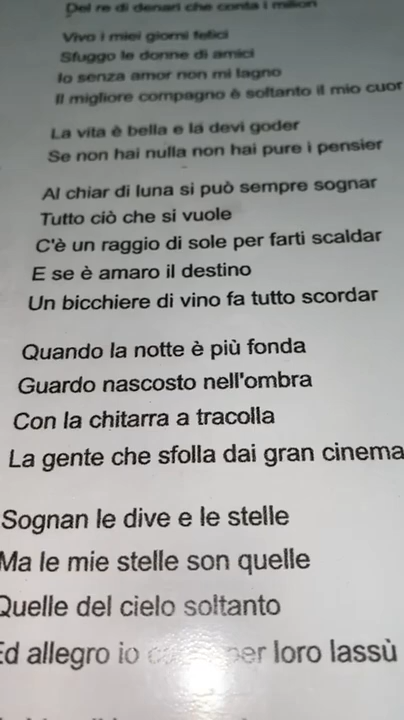 Del re di denari che conta i milion
Vivo i miei giorni felici
Sfuggo le donne di amici
Io senza amor non mi lagno
Il migliore compagno è soltanto il mio cuor
La vita è bella e la devi goder
Se non hai nulla non hai pure i pensier
Al chiar di luna si può sempre sognar
Tutto ciò che si vuole
C'è un raggio di sole per farti scaldar
E se è amaro il destino
Un bicchiere di vino fa tutto scordar
Quando la notte è più fonda
Guardo nascosto nell'ombra
Con la chitarra a tracolla
La gente che sfolla dai gran cinema
Sognan le dive e le stelle
Ma le mie stelle son quelle
Quelle del cielo soltanto
Ed allegro io per loro lassù